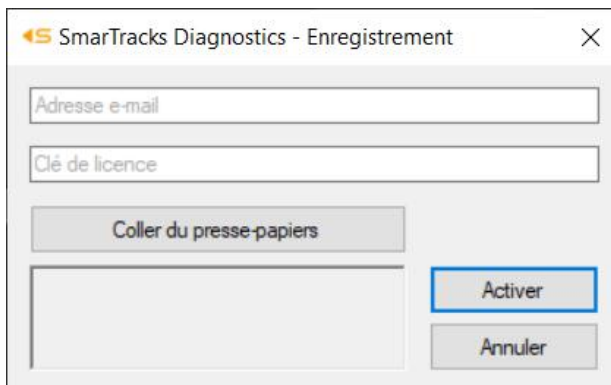 SmarTracks Diagnostics - Enregistrement
Adresse e-mail
Clé de licence
Coller du presse-papiers
Activer
Annuler